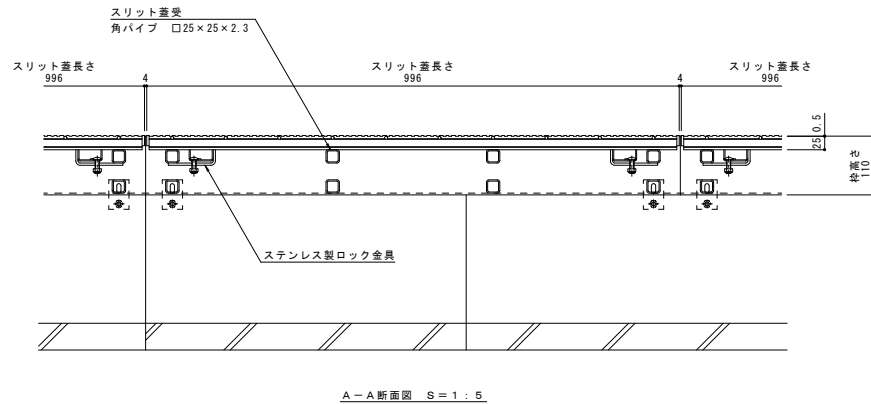 スリット蓋受
角パイプ □25×25×2.3
スリット蓋長さ
996
4
スリット蓋長さ
996
4
スリット蓋長さ
996
25
0.5
枠高さ
110
ステンレス製ロック金具
A－A断面図 S＝1：5